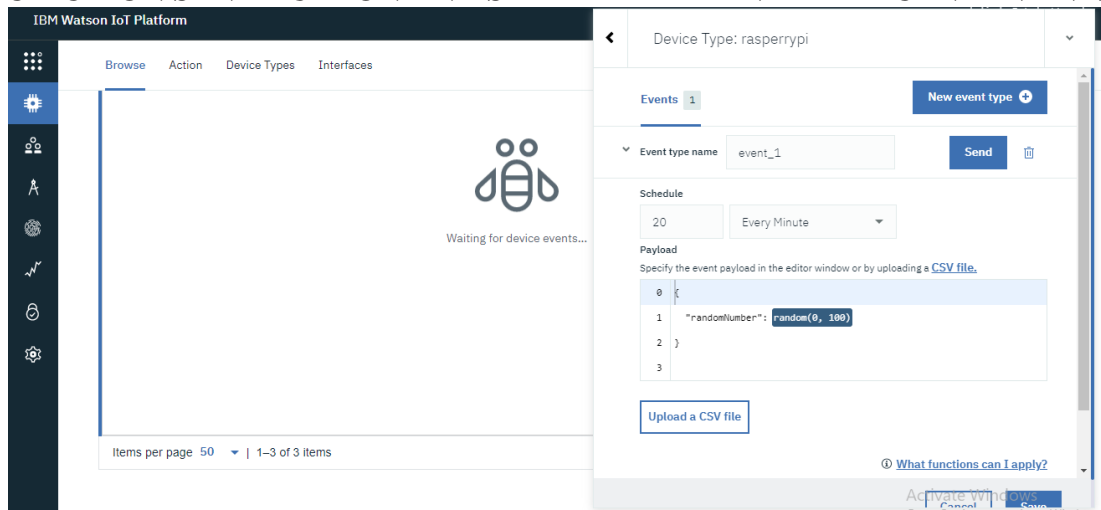 IBM Watson IoT Platform
Browse Action Device Types Interfaces
Waiting for device events...
Items per page 50 | 1–3 of 3 items
Device Type: rasperrypi
Events 1
New event type
Event type name event_1 Send
Schedule
20 Every Minute
Payload
Specify the event payload in the editor window or by uploading a CSV file.
0 {
1 "randomNumber": random(0, 100)
2 }
3
Upload a CSV file
What functions can I apply?
Activate Windows
Cancel Save